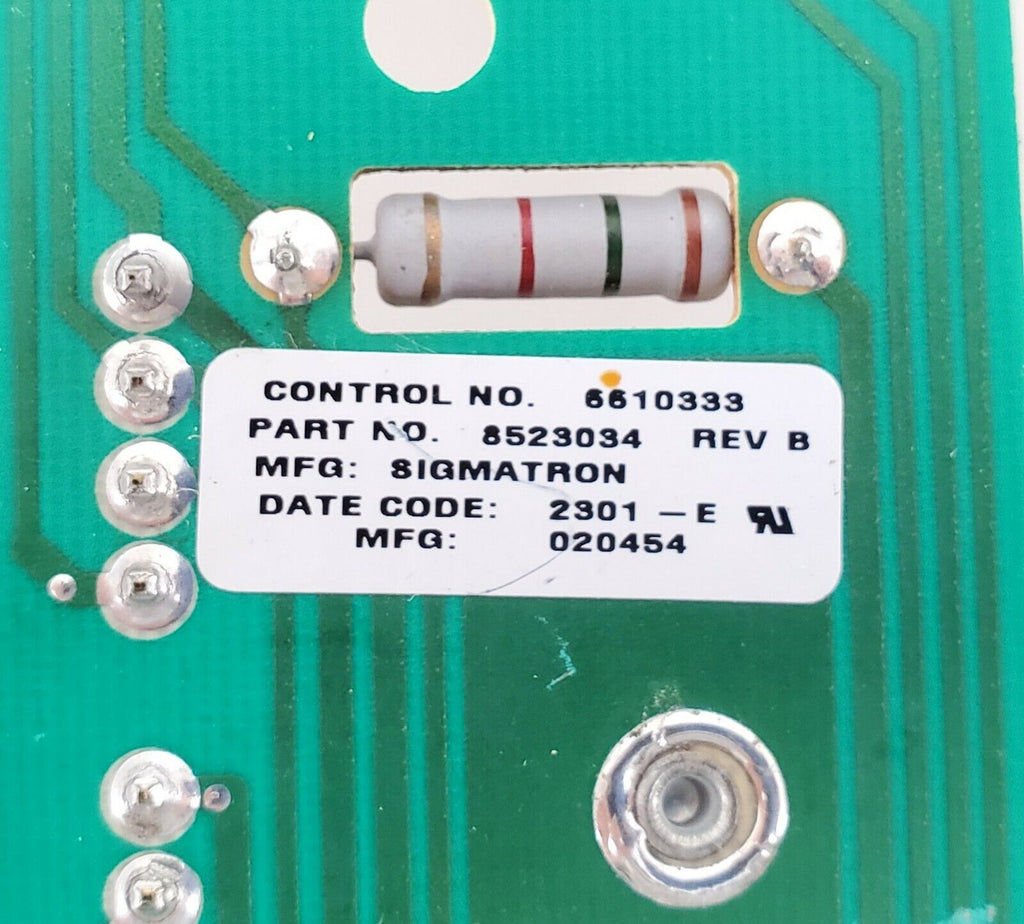 CONTROL NO. 6610333
PART NO. 8523034 REV B
MFG: SIGMATRON
DATE CODE: 2301 – E
MFG: 020454